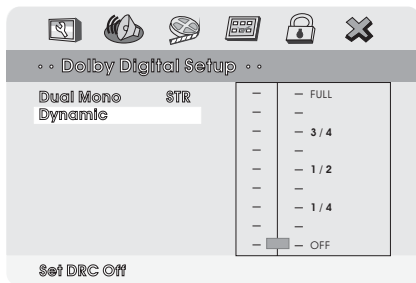 ·· Dolby Digital Setup ··
Dual Mono STR
Dynamic
– – FULL
– –
– – 3/4
– –
– – 1/2
– –
– – 1/4
– –
– – OFF
Set DRC Off